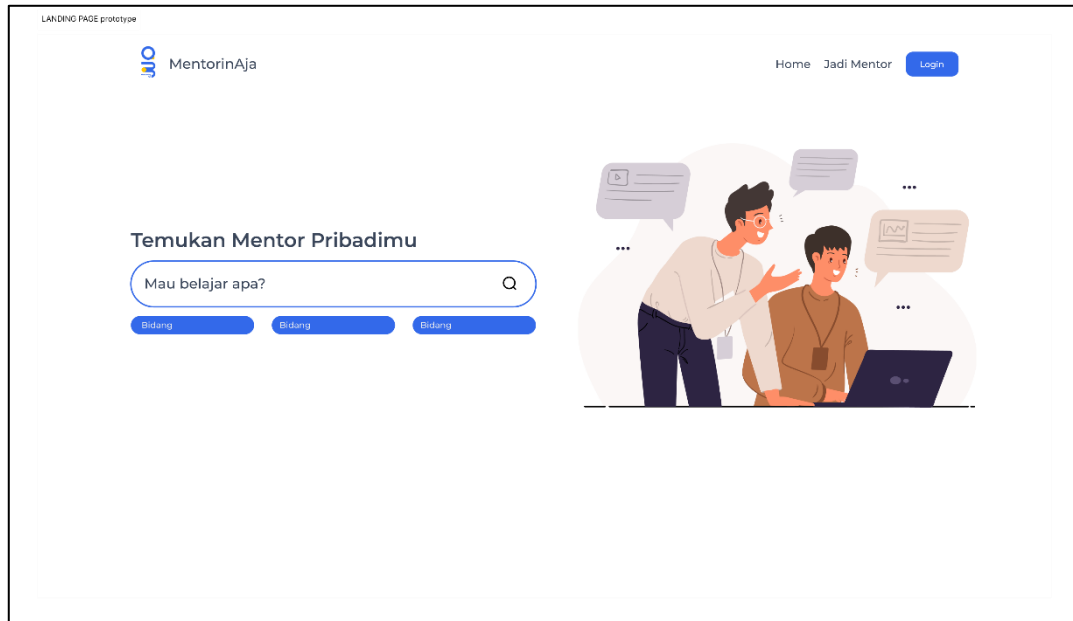 LANDING PAGE prototype
MentorinAja
Home Jadi Mentor Login
Temukan Mentor Pribadimu
Mau belajar apa?
Bidang Bidang Bidang